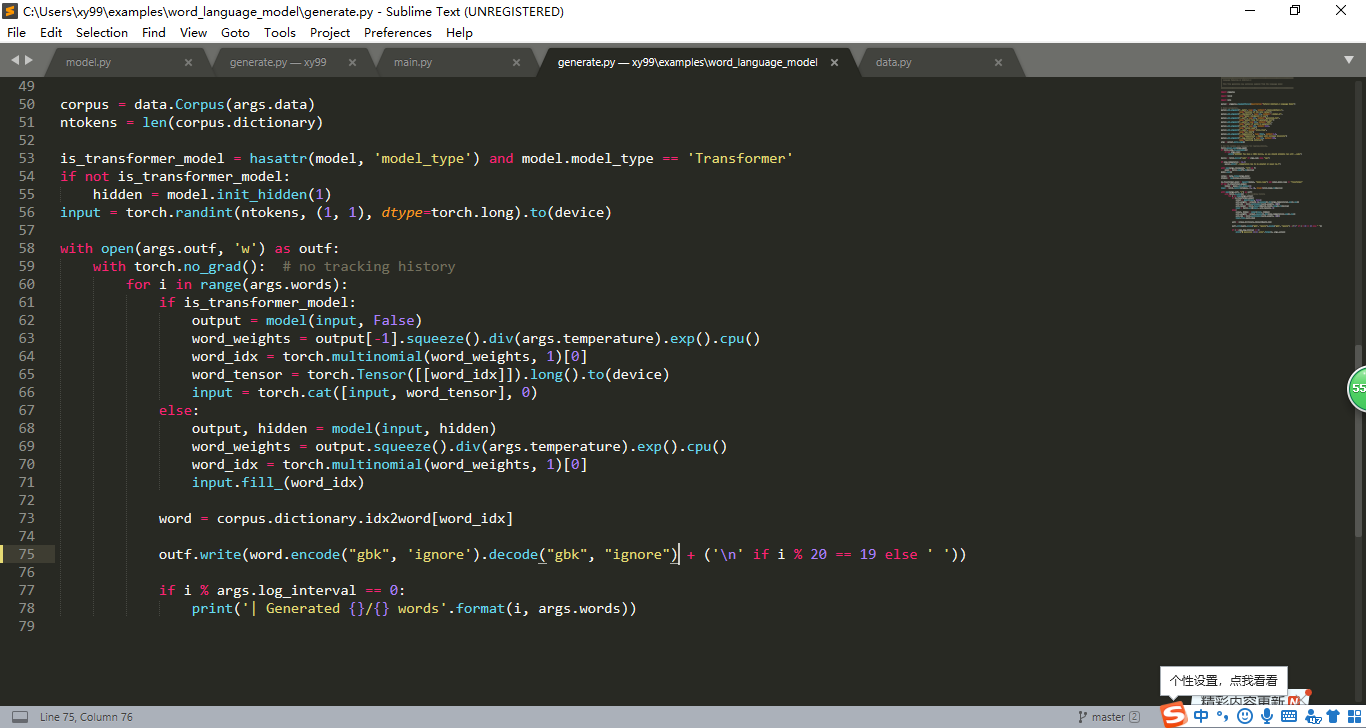 C:\Users\xy99\examples\word_language_model\generate.py - Sublime Text (UNREGISTERED)
File Edit Selection Find View Goto Tools Project Preferences Help
model.py generate.py — xy99 main.py generate.py — xy99\examples\word_language_model data.py
49
50 corpus = data.Corpus(args.data)
51 ntokens = len(corpus.dictionary)
52
53 is_transformer_model = hasattr(model, 'model_type') and model.model_type == 'Transformer'
54 if not is_transformer_model:
55     hidden = model.init_hidden(1)
56 input = torch.randint(ntokens, (1, 1), dtype=torch.long).to(device)
57
58 with open(args.outf, 'w') as outf:
59     with torch.no_grad():  # no tracking history
60         for i in range(args.words):
61             if is_transformer_model:
62                 output = model(input, False)
63                 word_weights = output[-1].squeeze().div(args.temperature).exp().cpu()
64                 word_idx = torch.multinomial(word_weights, 1)[0]
65                 word_tensor = torch.Tensor([[word_idx]]).long().to(device)
66                 input = torch.cat([input, word_tensor], 0)
67             else:
68                 output, hidden = model(input, hidden)
69                 word_weights = output.squeeze().div(args.temperature).exp().cpu()
70                 word_idx = torch.multinomial(word_weights, 1)[0]
71                 input.fill_(word_idx)
72
73             word = corpus.dictionary.idx2word[word_idx]
74
75             outf.write(word.encode("gbk", 'ignore').decode("gbk", "ignore") + ('\n' if i % 20 == 19 else ' '))
76
77             if i % args.log_interval == 0:
78                 print('| Generated {}/{} words'.format(i, args.words))
79
55
个性设置，点我看看
精彩内容更新
Line 75, Column 76 master 2 中